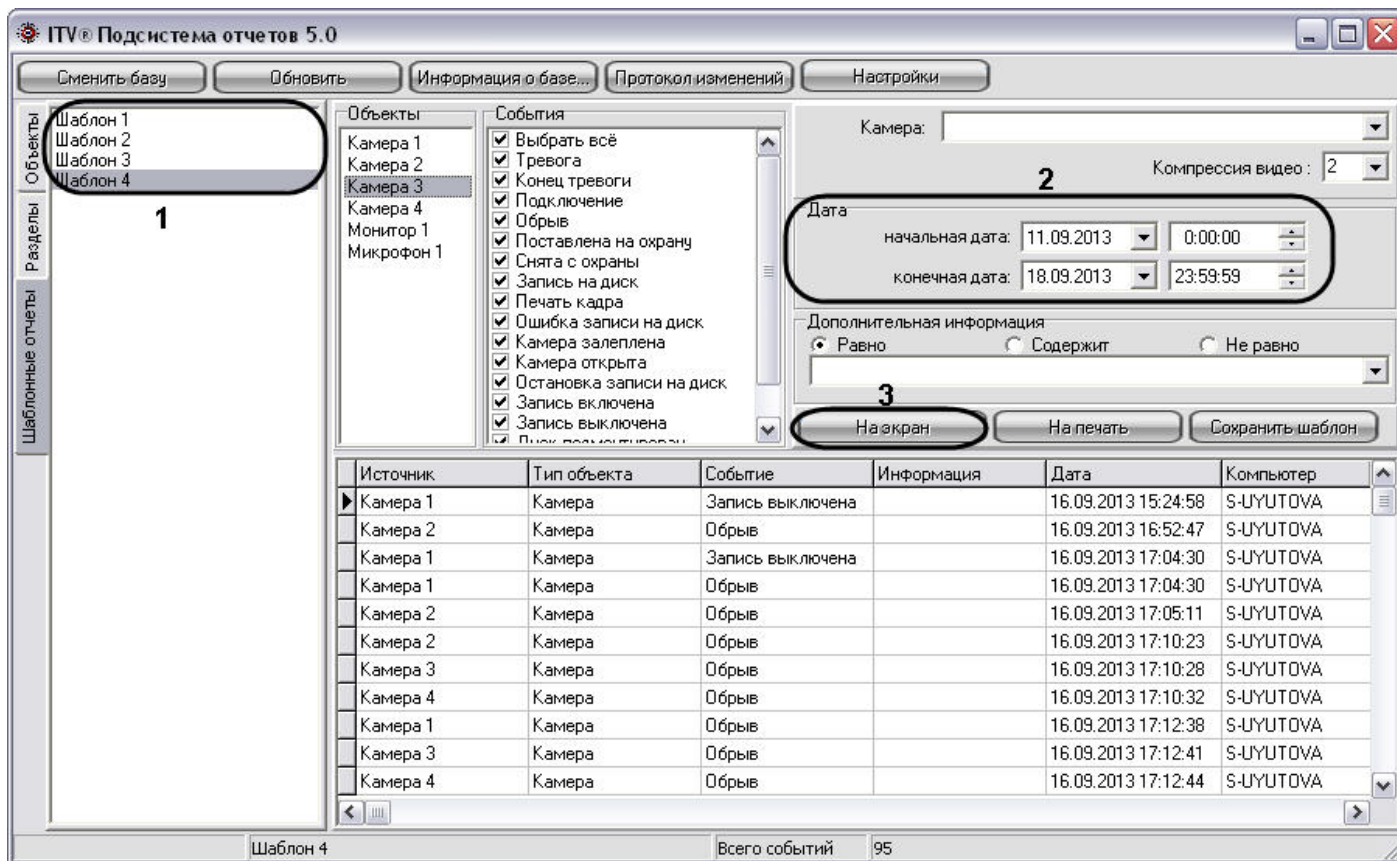 ITV® Подсистема отчетов 5.0
Сменить базу Обновить Информация о базе... Протокол изменений Настройки
Объекты
Разделы
Шаблонные отчеты
Шаблон 1
Шаблон 2
Шаблон 3
Шаблон 4
1
Объекты
Камера 1
Камера 2
Камера 3
Камера 4
Монитор 1
Микрофон 1
События
Выбрать всё
Тревога
Конец тревоги
Подключение
Обрыв
Поставлена на охрану
Снята с охраны
Запись на диск
Печать кадра
Ошибка записи на диск
Камера залеплена
Камера открыта
Остановка записи на диск
Запись включена
Запись выключена
Камера:
Компрессия видео : 2
2
Дата
начальная дата: 11.09.2013 0:00:00
конечная дата: 18.09.2013 23:59:59
Дополнительная информация
Равно Содержит Не равно
3
На экран На печать Сохранить шаблон
Источник Тип объекта Событие Информация Дата Компьютер
Камера 1 Камера Запись выключена 16.09.2013 15:24:58 S-UYUTOVA
Камера 2 Камера Обрыв 16.09.2013 16:52:47 S-UYUTOVA
Камера 1 Камера Запись выключена 16.09.2013 17:04:30 S-UYUTOVA
Камера 1 Камера Обрыв 16.09.2013 17:04:30 S-UYUTOVA
Камера 2 Камера Обрыв 16.09.2013 17:05:11 S-UYUTOVA
Камера 2 Камера Обрыв 16.09.2013 17:10:23 S-UYUTOVA
Камера 3 Камера Обрыв 16.09.2013 17:10:28 S-UYUTOVA
Камера 4 Камера Обрыв 16.09.2013 17:10:32 S-UYUTOVA
Камера 1 Камера Обрыв 16.09.2013 17:12:38 S-UYUTOVA
Камера 3 Камера Обрыв 16.09.2013 17:12:41 S-UYUTOVA
Камера 4 Камера Обрыв 16.09.2013 17:12:44 S-UYUTOVA
Шаблон 4 Всего событий 95